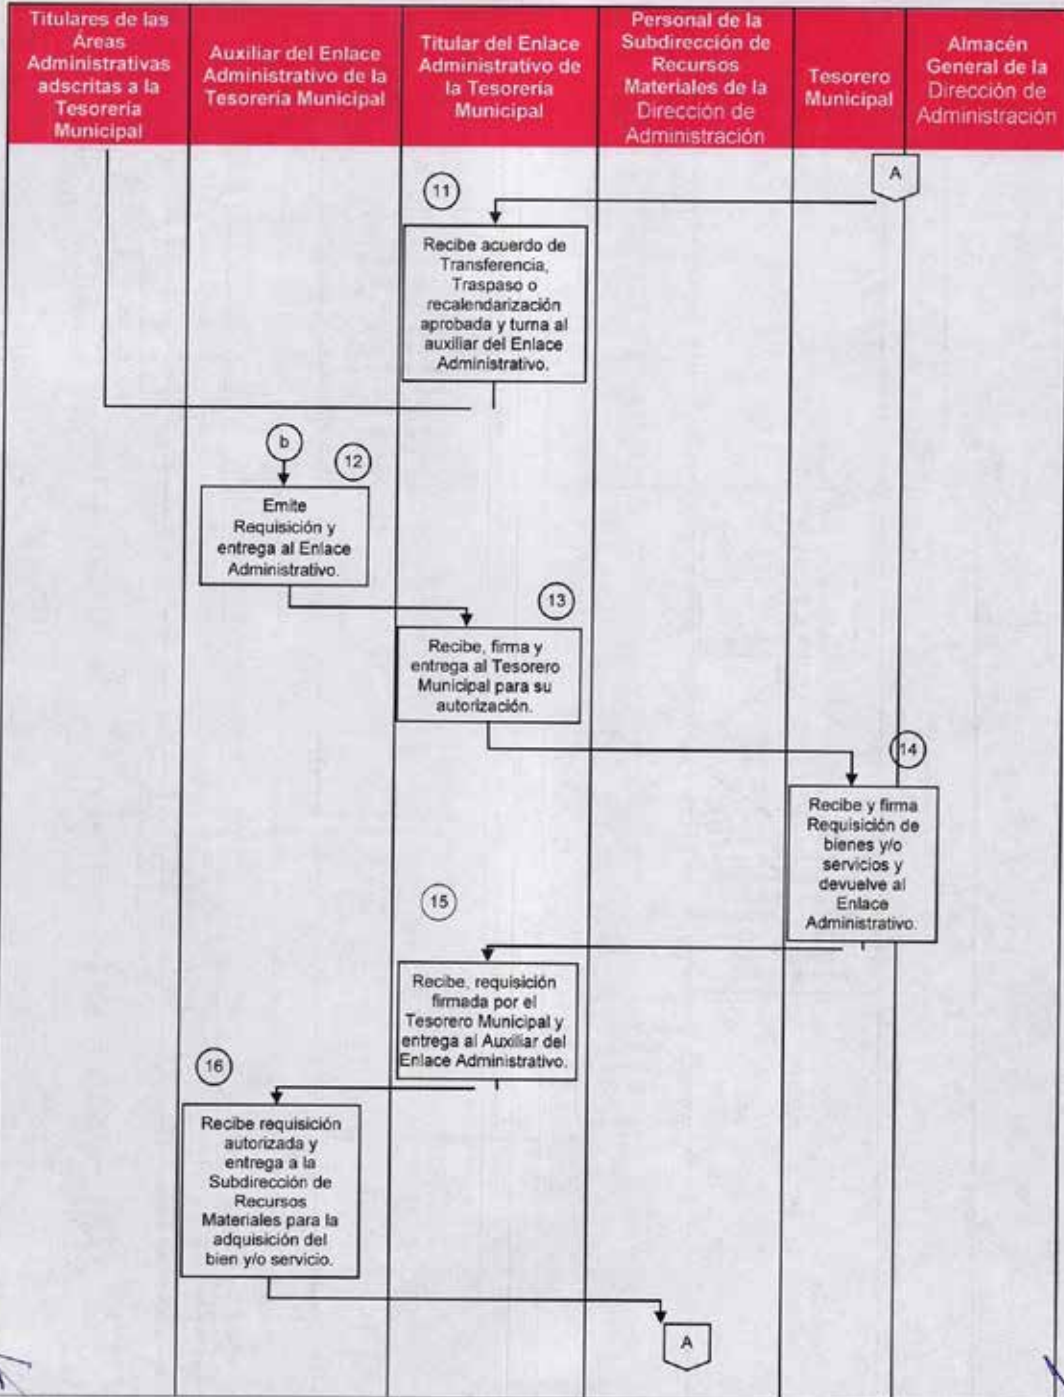 Titulares de las
Áreas
Administrativas
adscritas a la
Tesorería
Municipal
Auxiliar del Enlace
Administrativo de la
Tesorería Municipal
Titular del Enlace
Administrativo de
la Tesorería
Municipal
Personal de la
Subdirección de
Recursos
Materiales de la
Dirección de
Administración
Tesorero
Municipal
Almacén
General de la
Dirección de
Administración
A
11
Recibe acuerdo de
Transferencia,
Traspaso o
recalendarización
aprobada y turna al
auxiliar del Enlace
Administrativo.
b
12
Emite
Requisición y
entrega al Enlace
Administrativo.
13
Recibe, firma y
entrega al Tesorero
Municipal para su
autorización.
14
Recibe y firma
Requisición de
bienes y/o
servicios y
devuelve al
Enlace
Administrativo.
15
Recibe, requisición
firmada por el
Tesorero Municipal y
entrega al Auxiliar del
Enlace Administrativo.
16
Recibe requisición
autorizada y
entrega a la
Subdirección de
Recursos
Materiales para la
adquisición del
bien y/o servicio.
A